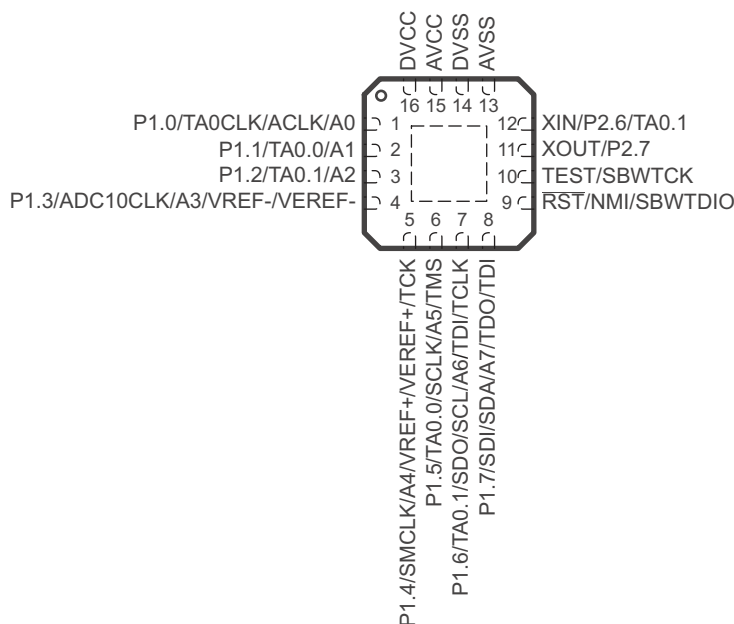 DVCC
AVCC
DVSS
AVSS
16 15 14 13
P1.0/TA0CLK/ACLK/A0 1
P1.1/TA0.0/A1 2
P1.2/TA0.1/A2 3
P1.3/ADC10CLK/A3/VREF-/VEREF- 4
12 XIN/P2.6/TA0.1
11 XOUT/P2.7
10 TEST/SBWTCK
9 RST/NMI/SBWTDIO
5 6 7 8
P1.4/SMCLK/A4/VREF+/VEREF+/TCK
P1.5/TA0.0/SCLK/A5/TMS
P1.6/TA0.1/SDO/SCL/A6/TDI/TCLK
P1.7/SDI/SDA/A7/TDO/TDI